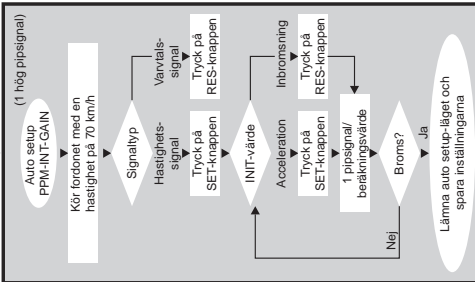 (1 hög pipsignal)
Auto setup
PPM-INT-GAIN
Kör fordonet med en
hastighet på 70 km/h
Signaltyp
Hastighets-
signal
Varvtals-
signal
Tryck på
SET-knappen
Tryck på
RES-knappen
INIT-värde
Acceleration
Inbromsning
Tryck på
SET-knappen
Tryck på
RES-knappen
1 pipsignal/
beräkningsvärde
Broms?
Nej
Ja
Lämna auto setup-läget och
spara inställningarna